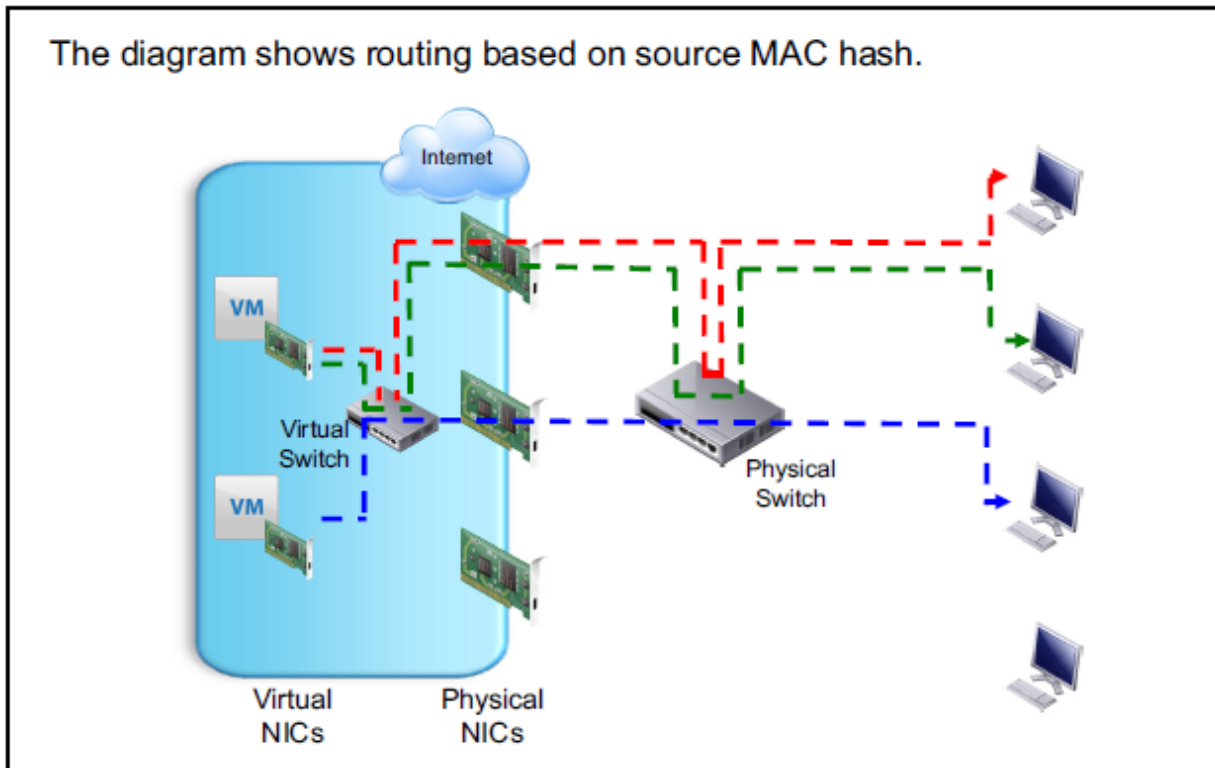 The diagram shows routing based on source MAC hash.
Internet
VM
Virtual
Switch
VM
Physical
Switch
Virtual
NICs
Physical
NICs